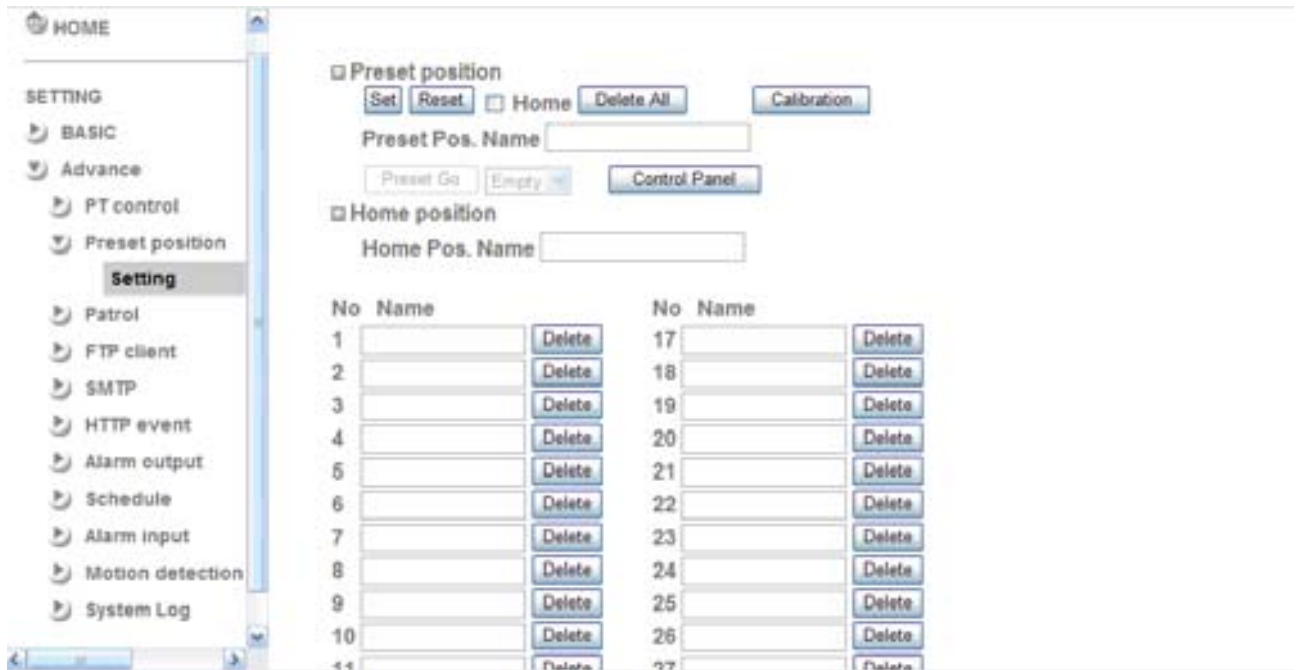 HOME
SETTING
BASIC
Advance
PT control
Preset position
Setting
Patrol
FTP client
SMTP
HTTP event
Alarm output
Schedule
Alarm input
Motion detection
System Log
Preset position
Set Reset Home Delete All Calibration
Preset Pos. Name
Preset Go Empty Control Panel
Home position
Home Pos. Name
No Name No Name
1 Delete 17 Delete
2 Delete 18 Delete
3 Delete 19 Delete
4 Delete 20 Delete
5 Delete 21 Delete
6 Delete 22 Delete
7 Delete 23 Delete
8 Delete 24 Delete
9 Delete 25 Delete
10 Delete 26 Delete
11 Delete 27 Delete